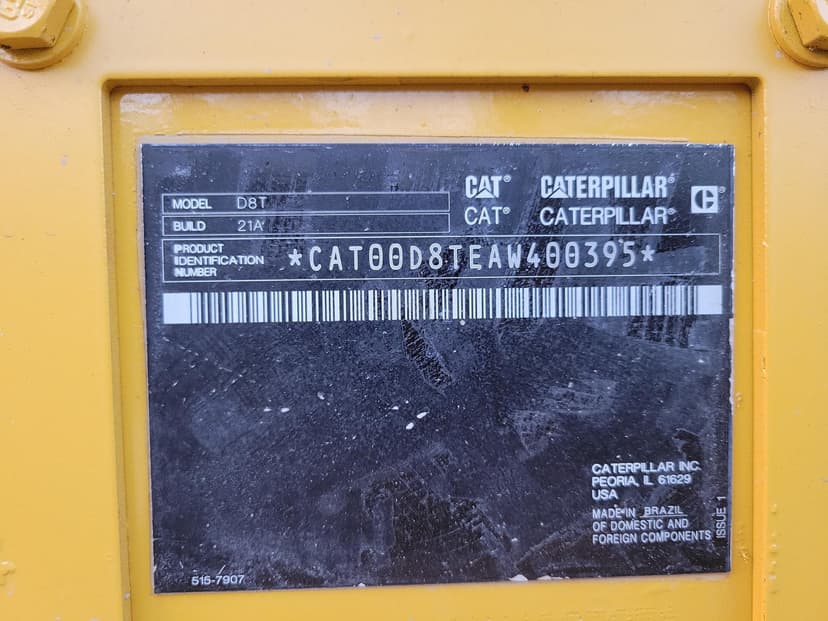 CAT® CATERPILLAR®
CAT® CATERPILLAR®
MODEL D8T
BUILD 21A
PRODUCT
IDENTIFICATION
NUMBER
*CAT00D8TEAW400395*
CATERPILLAR INC.
PEORIA, IL 61629
USA
MADE IN BRAZIL
OF DOMESTIC AND
FOREIGN COMPONENTS
ISSUE 1
515-7907